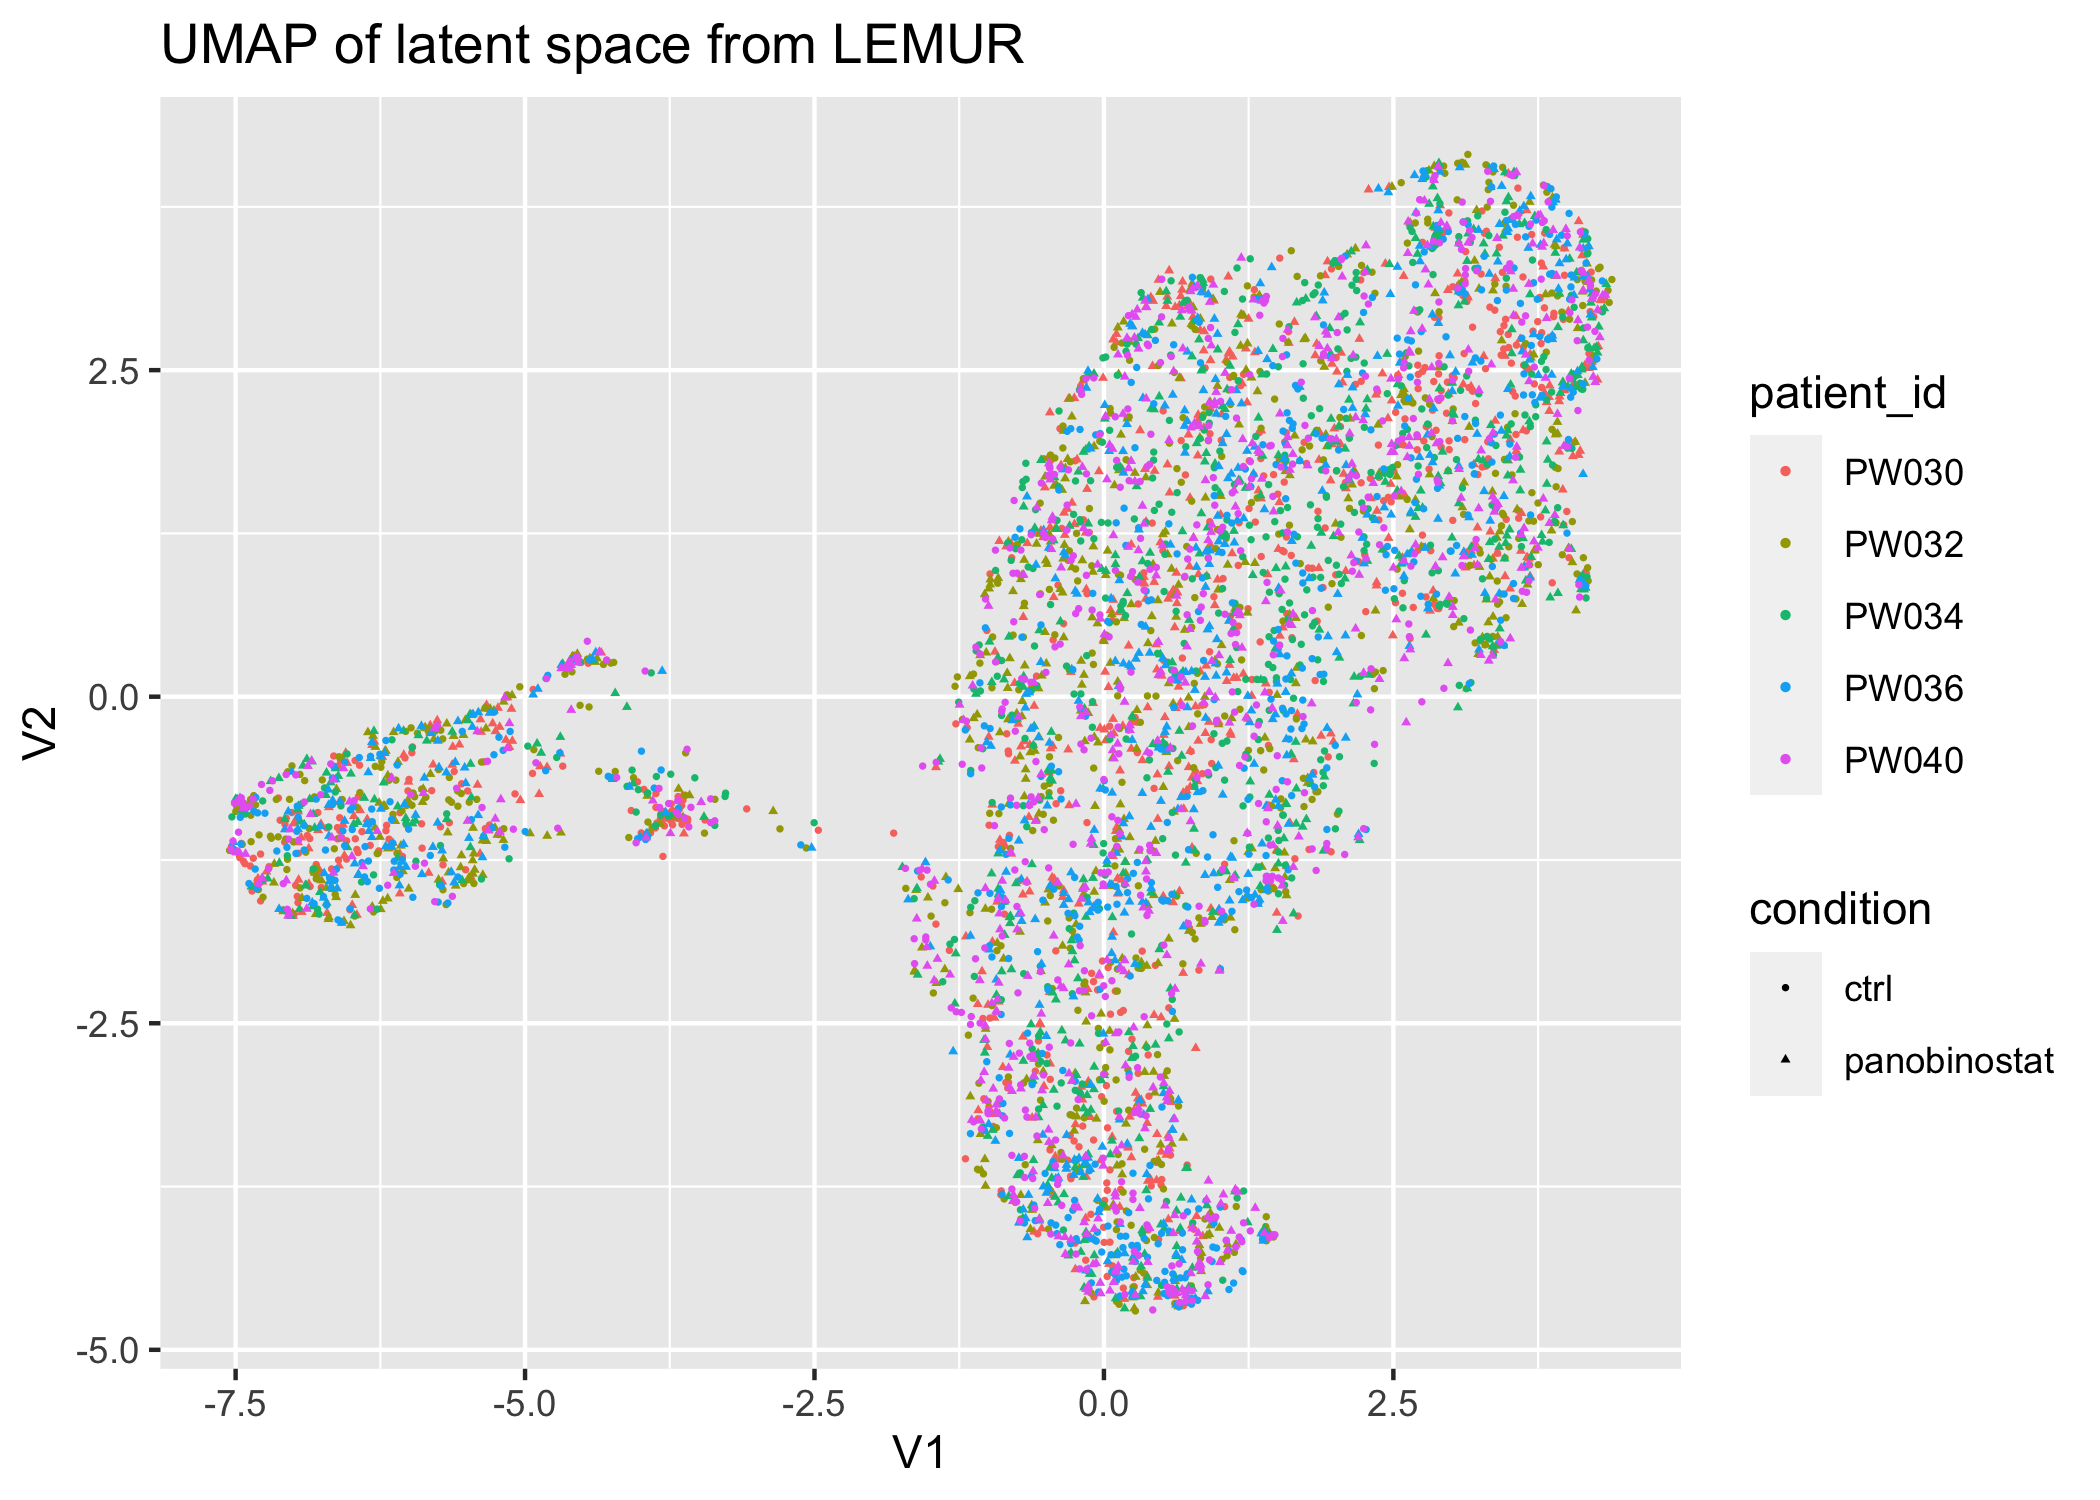 UMAP of latent space from LEMUR
V2
2.5
0.0
-2.5
-5.0
-7.5
-5.0
-2.5
0.0
2.5
V1
patient_id
PW030
PW032
PW034
PW036
PW040
condition
ctrl
panobinostat